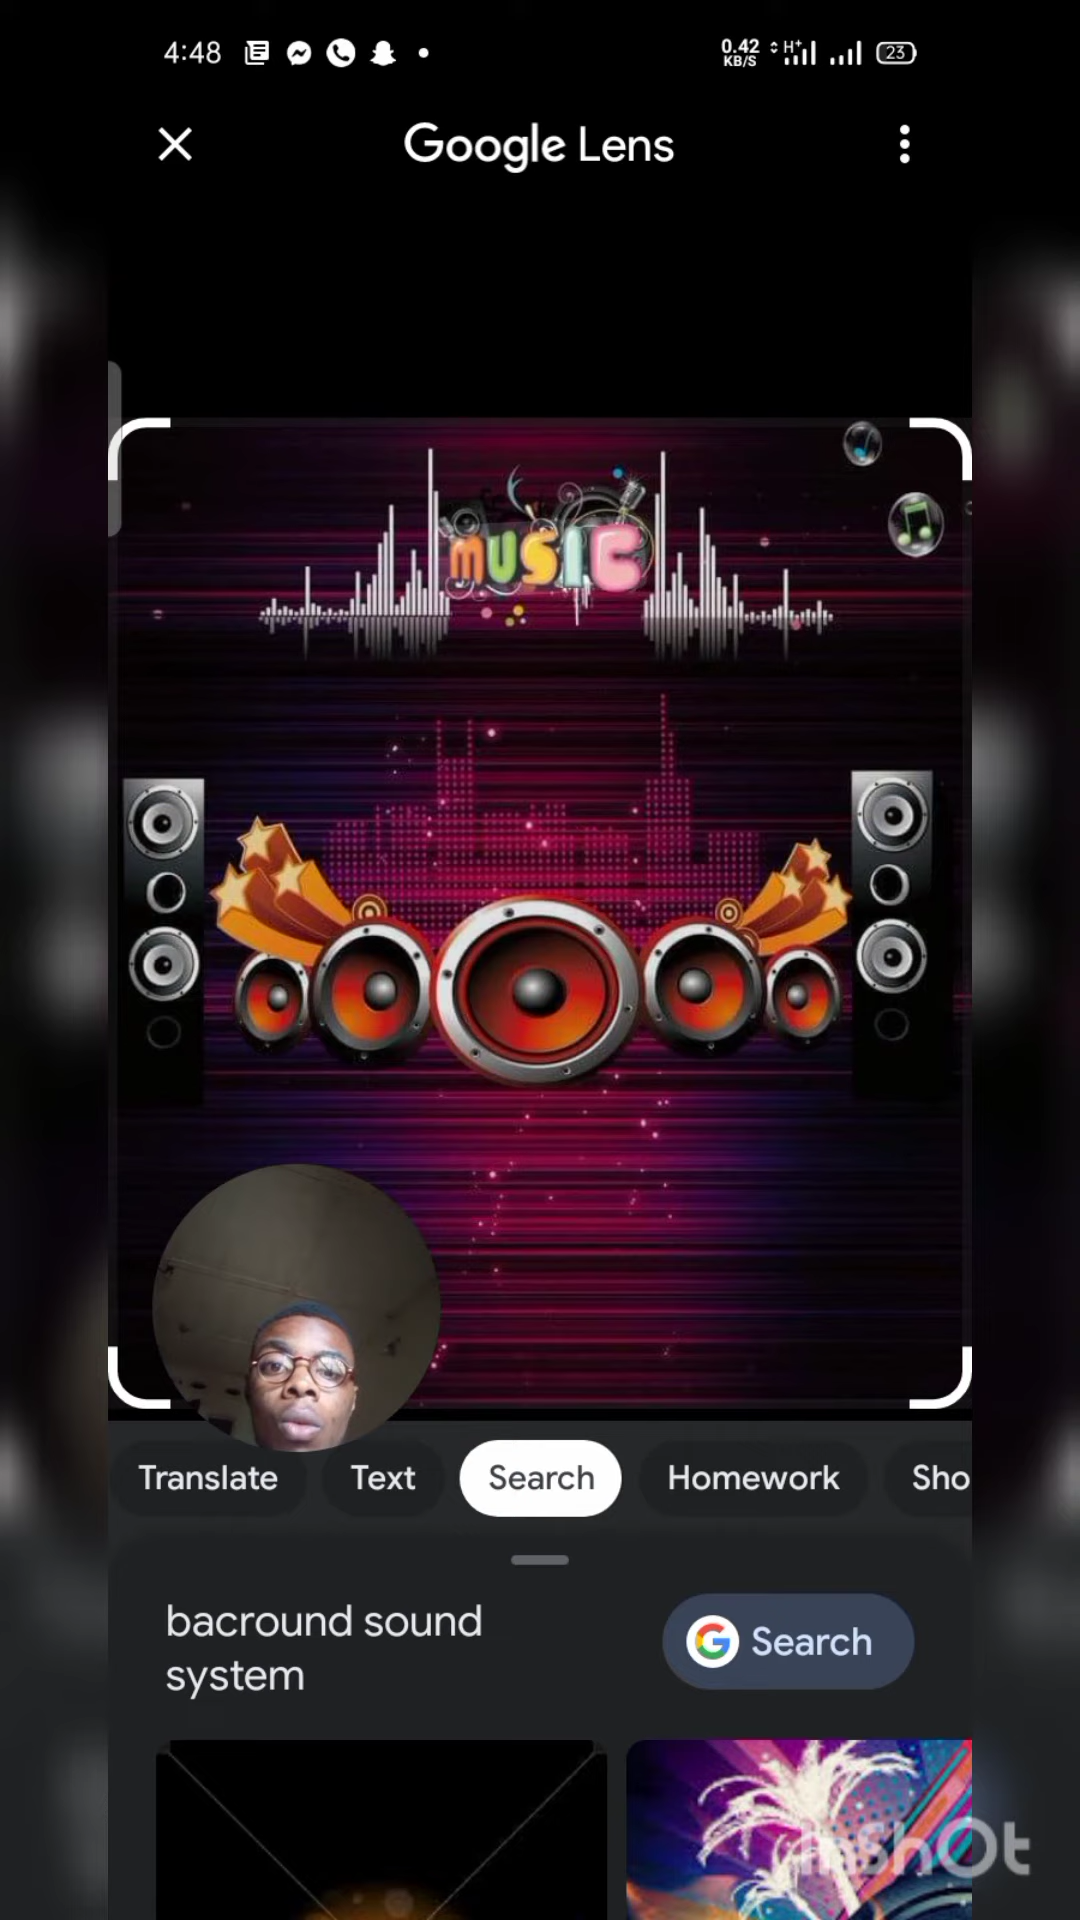 4:48
0.42
KB/S
H+
23
Google Lens
MUSIC
Translate
Text
Search
Homework
Sho
bacround sound
system
Search
InShOt